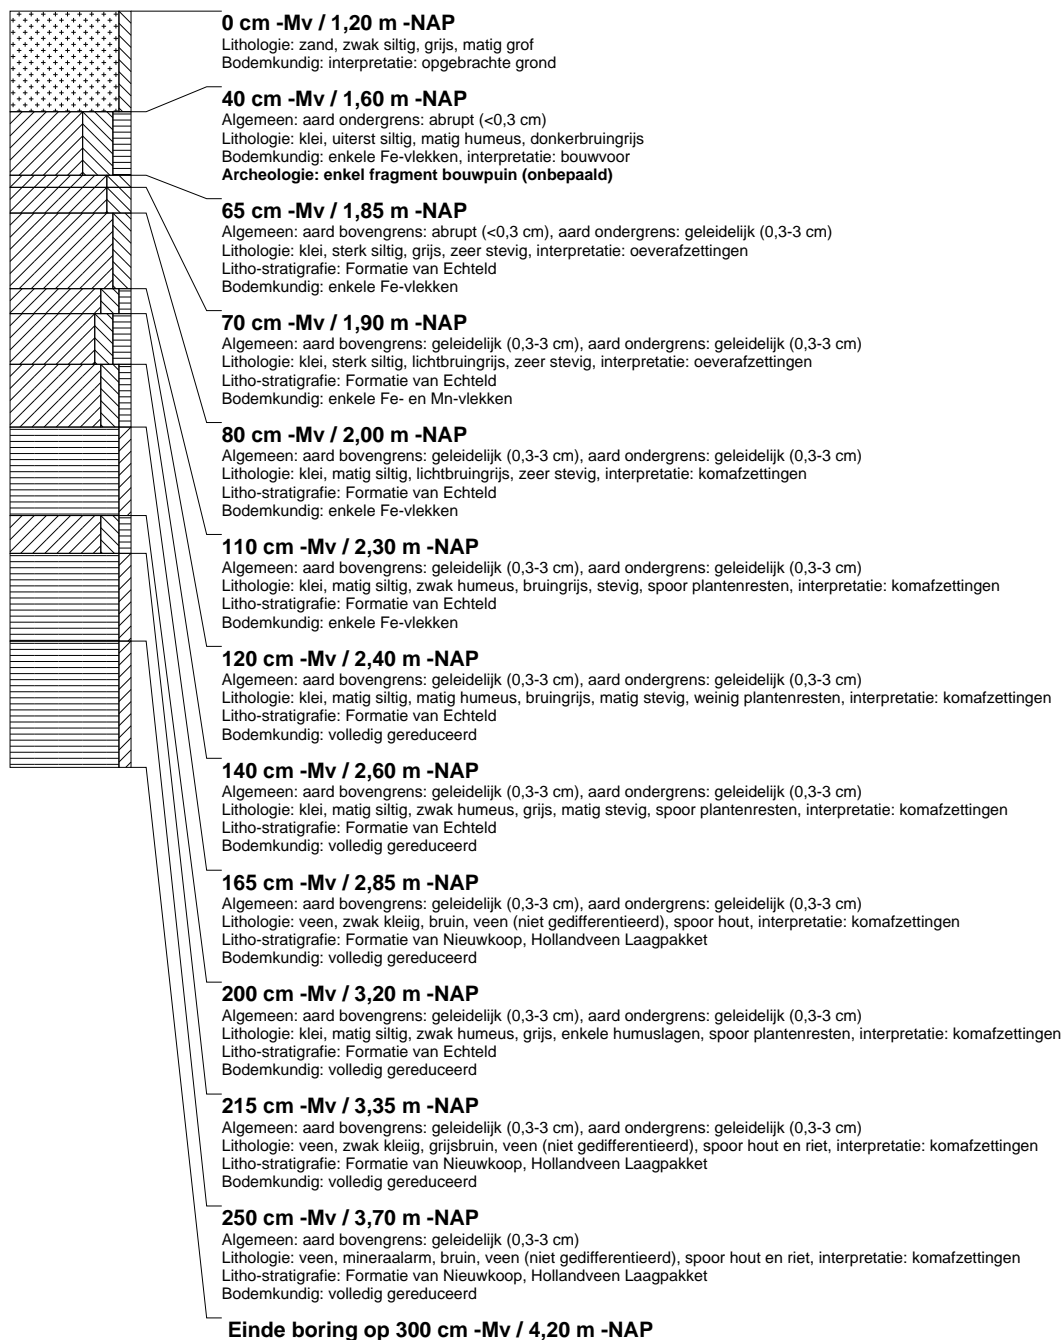 0 cm -Mv / 1,20 m -NAP
Lithologie: zand, zwak siltig, grijs, matig grof
Bodemkundig: interpretatie: opgebrachte grond
40 cm -Mv / 1,60 m -NAP
Algemeen: aard ondergrens: abrupt (<0,3 cm)
Lithologie: klei, uiterst siltig, matig humeus, donkerbruingrijs
Bodemkundig: enkele Fe-vlekken, interpretatie: bouwvoor
Archeologie: enkel fragment bouwpuin (onbepaald)
65 cm -Mv / 1,85 m -NAP
Algemeen: aard bovengrens: abrupt (<0,3 cm), aard ondergrens: geleidelijk (0,3-3 cm)
Lithologie: klei, sterk siltig, grijs, zeer stevig, interpretatie: oeverafzettingen
Litho-stratigrafie: Formatie van Echteld
Bodemkundig: enkele Fe-vlekken
70 cm -Mv / 1,90 m -NAP
Algemeen: aard bovengrens: geleidelijk (0,3-3 cm), aard ondergrens: geleidelijk (0,3-3 cm)
Lithologie: klei, sterk siltig, lichtbruingrijs, zeer stevig, interpretatie: oeverafzettingen
Litho-stratigrafie: Formatie van Echteld
Bodemkundig: enkele Fe- en Mn-vlekken
80 cm -Mv / 2,00 m -NAP
Algemeen: aard bovengrens: geleidelijk (0,3-3 cm), aard ondergrens: geleidelijk (0,3-3 cm)
Lithologie: klei, matig siltig, lichtbruingrijs, zeer stevig, interpretatie: komafzettingen
Litho-stratigrafie: Formatie van Echteld
Bodemkundig: enkele Fe-vlekken
110 cm -Mv / 2,30 m -NAP
Algemeen: aard bovengrens: geleidelijk (0,3-3 cm), aard ondergrens: geleidelijk (0,3-3 cm)
Lithologie: klei, matig siltig, zwak humeus, bruingrijs, stevig, spoor plantenresten, interpretatie: komafzettingen
Litho-stratigrafie: Formatie van Echteld
Bodemkundig: enkele Fe-vlekken
120 cm -Mv / 2,40 m -NAP
Algemeen: aard bovengrens: geleidelijk (0,3-3 cm), aard ondergrens: geleidelijk (0,3-3 cm)
Lithologie: klei, matig siltig, matig humeus, bruingrijs, matig stevig, weinig plantenresten, interpretatie: komafzettingen
Litho-stratigrafie: Formatie van Echteld
Bodemkundig: volledig gereduceerd
140 cm -Mv / 2,60 m -NAP
Algemeen: aard bovengrens: geleidelijk (0,3-3 cm), aard ondergrens: geleidelijk (0,3-3 cm)
Lithologie: klei, matig siltig, zwak humeus, grijs, matig stevig, spoor plantenresten, interpretatie: komafzettingen
Litho-stratigrafie: Formatie van Echteld
Bodemkundig: volledig gereduceerd
165 cm -Mv / 2,85 m -NAP
Algemeen: aard bovengrens: geleidelijk (0,3-3 cm), aard ondergrens: geleidelijk (0,3-3 cm)
Lithologie: veen, zwak kleiig, bruin, veen (niet gedifferentieerd), spoor hout, interpretatie: komafzettingen
Litho-stratigrafie: Formatie van Nieuwkoop, Hollandveen Laagpakket
Bodemkundig: volledig gereduceerd
200 cm -Mv / 3,20 m -NAP
Algemeen: aard bovengrens: geleidelijk (0,3-3 cm), aard ondergrens: geleidelijk (0,3-3 cm)
Lithologie: klei, matig siltig, zwak humeus, grijs, enkele humuslagen, spoor plantenresten, interpretatie: komafzettingen
Litho-stratigrafie: Formatie van Echteld
Bodemkundig: volledig gereduceerd
215 cm -Mv / 3,35 m -NAP
Algemeen: aard bovengrens: geleidelijk (0,3-3 cm), aard ondergrens: geleidelijk (0,3-3 cm)
Lithologie: veen, zwak kleiig, grijsbruin, veen (niet gedifferentieerd), spoor hout en riet, interpretatie: komafzettingen
Litho-stratigrafie: Formatie van Nieuwkoop, Hollandveen Laagpakket
Bodemkundig: volledig gereduceerd
250 cm -Mv / 3,70 m -NAP
Algemeen: aard bovengrens: geleidelijk (0,3-3 cm)
Lithologie: veen, mineraalarm, bruin, veen (niet gedifferentieerd), spoor hout en riet, interpretatie: komafzettingen
Litho-stratigrafie: Formatie van Nieuwkoop, Hollandveen Laagpakket
Bodemkundig: volledig gereduceerd
Einde boring op 300 cm -Mv / 4,20 m -NAP